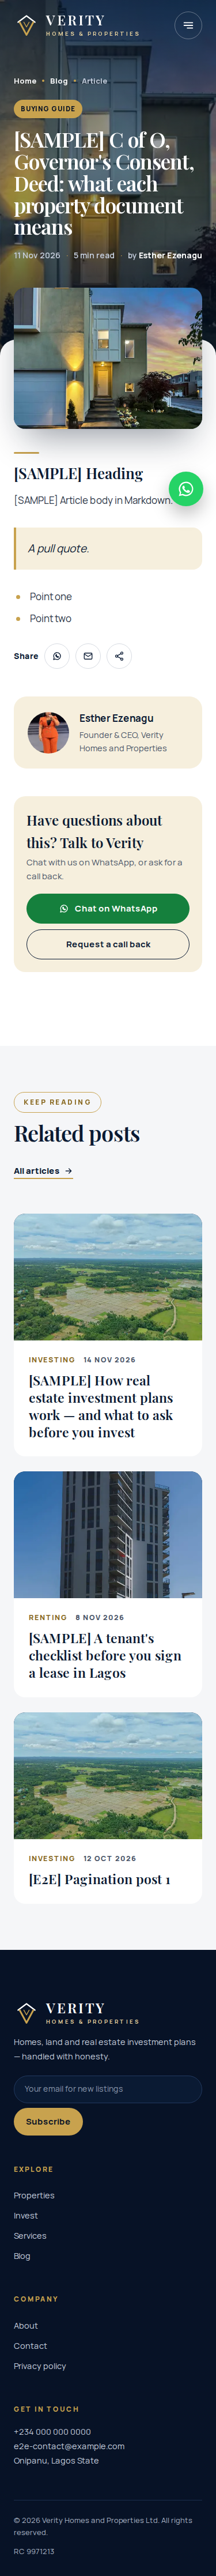 VERITY
HOMES & PROPERTIES
Home • Blog • Article
BUYING GUIDE
[SAMPLE] C of O,
Governor's Consent,
Deed: what each
property document
means
11 Nov 2026 · 5 min read · by Esther Ezenagu
[SAMPLE] Heading
[SAMPLE] Article body in Markdown.
A pull quote.
Point one
Point two
Share
Esther Ezenagu
Founder & CEO, Verity
Homes and Properties
Have questions about
this? Talk to Verity
Chat with us on WhatsApp, or ask for a
call back.
Chat on WhatsApp
Request a call back
KEEP READING
Related posts
All articles →
INVESTING 14 NOV 2026
[SAMPLE] How real
estate investment plans
work — and what to ask
before you invest
RENTING 8 NOV 2026
[SAMPLE] A tenant's
checklist before you sign
a lease in Lagos
INVESTING 12 OCT 2026
[E2E] Pagination post 1
VERITY
HOMES & PROPERTIES
Homes, land and real estate investment plans
— handled with honesty.
Your email for new listings
Subscribe
EXPLORE
Properties
Invest
Services
Blog
COMPANY
About
Contact
Privacy policy
GET IN TOUCH
+234 000 000 0000
e2e-contact@example.com
Onipanu, Lagos State
© 2026 Verity Homes and Properties Ltd. All rights
reserved.
RC 9971213